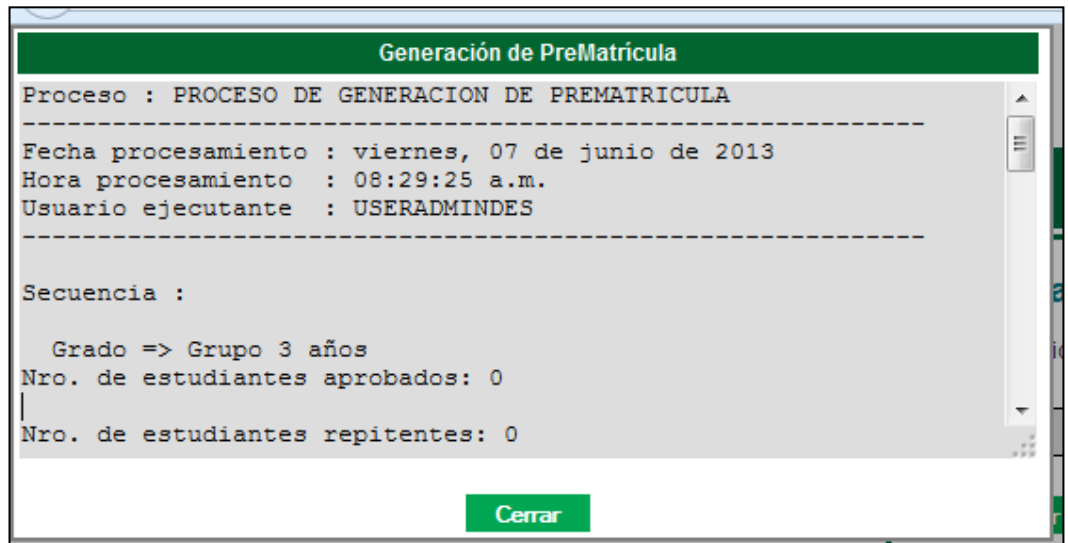 Generación de PreMatrícula
Proceso : PROCESO DE GENERACION DE PREMATRICULA
------------------------------------------------------------
Fecha procesamiento : viernes, 07 de junio de 2013
Hora procesamiento  : 08:29:25 a.m.
Usuario ejecutante  : USERADMINDES
------------------------------------------------------------
Secuencia :
Grado => Grupo 3 años
Nro. de estudiantes aprobados: 0
Nro. de estudiantes repitentes: 0
Cerrar